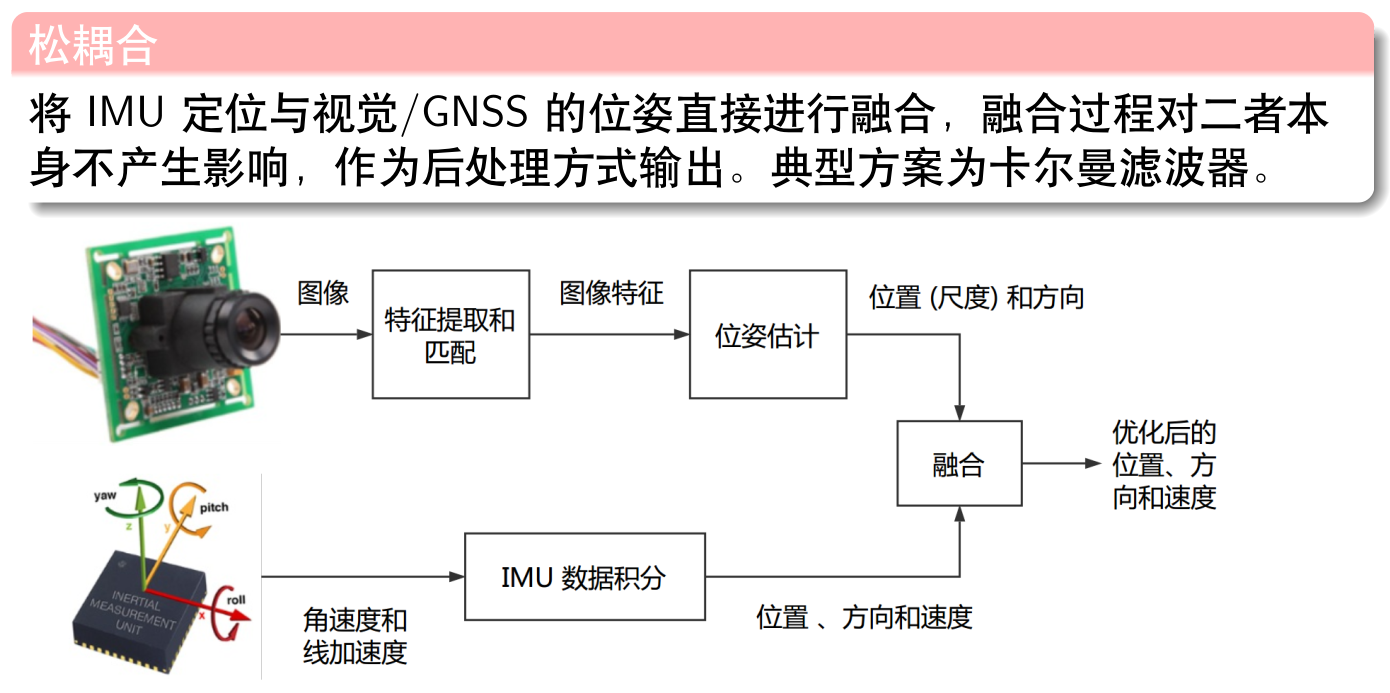 松耦合
将 IMU 定位与视觉/GNSS 的位姿直接进行融合，融合过程对二者本
身不产生影响，作为后处理方式输出。典型方案为卡尔曼滤波器。
图像
特征提取和
匹配
图像特征
位姿估计
位置 (尺度) 和方向
融合
优化后的
位置、方
向和速度
yaw
z
pitch
y
roll
x
INERTIAL
MEASUREMENT
UNIT
角速度和
线加速度
IMU 数据积分
位置 、方向和速度